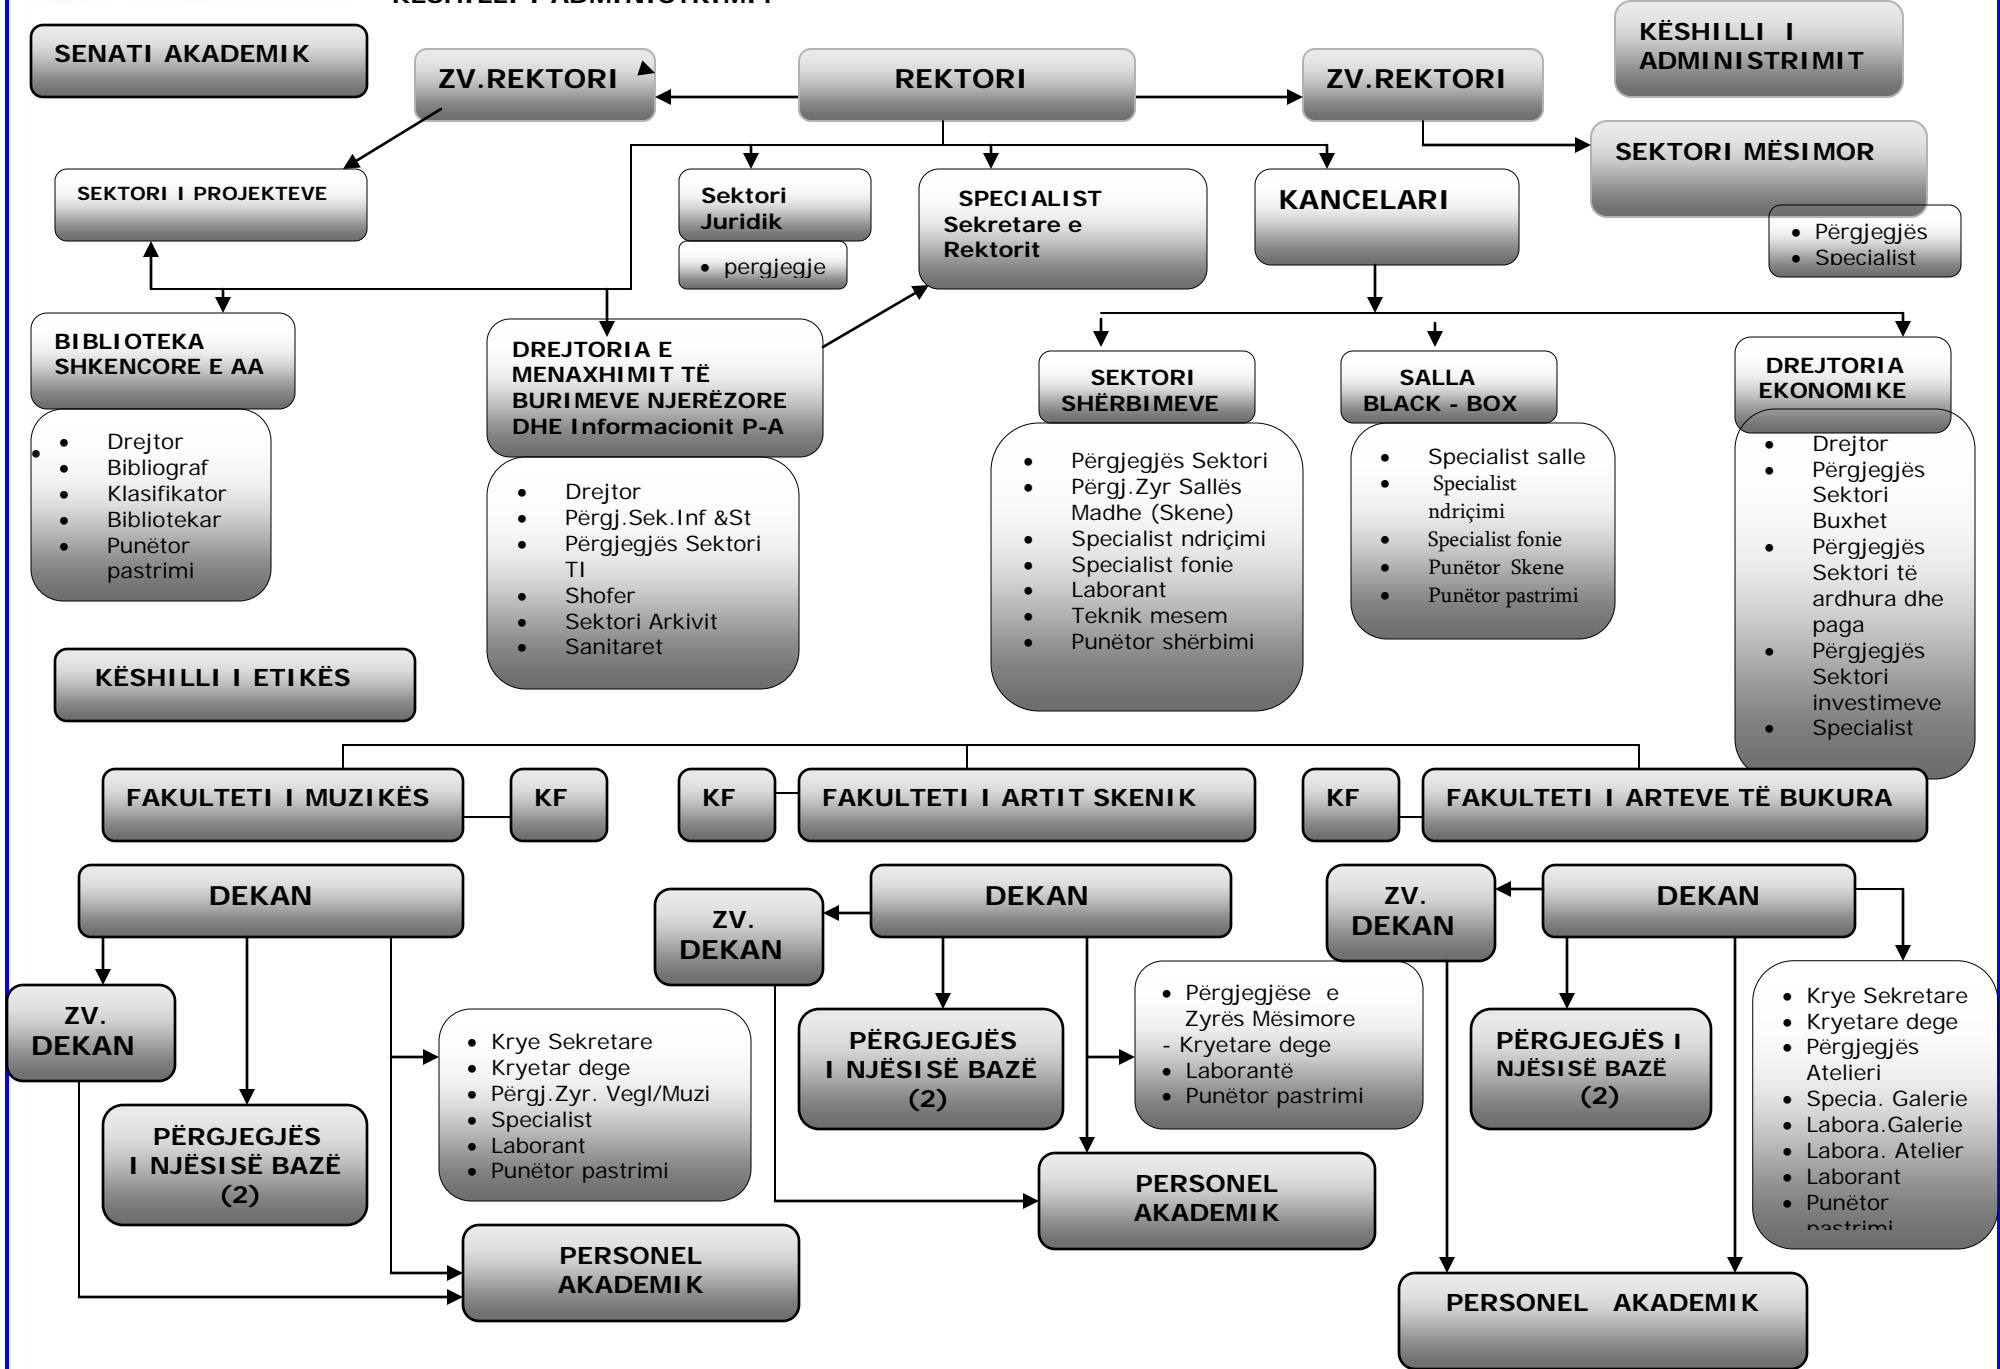 KËSHILLI I ADMINISTRIMIT
SENATI AKADEMIK
ZV.REKTORI
REKTORI
ZV.REKTORI
KËSHILLI I
ADMINISTRIMIT
SEKTORI MËSIMOR
• Përgjegjës
• Specialist
SEKTORI I PROJEKTEVE
Sektori
Juridik
• pergjegje
SPECIALIST
Sekretare e
Rektorit
KANCELARI
BIBLIOTEKA
SHKENCORE E AA
• Drejtor
• Bibliograf
• Klasifikator
• Bibliotekar
• Punëtor
pastrimi
DREJTORIA E
MENAXHIMIT TË
BURIMEVE NJERËZORE
DHE Informacionit P-A
• Drejtor
• Përgj.Sek.Inf &St
• Përgjegjës Sektori
TI
• Shofer
• Sektori Arkivit
• Sanitaret
SEKTORI
SHËRBIMEVE
• Përgjegjës Sektori
• Përgj.Zyr Sallës
Madhe (Skene)
• Specialist ndriçimi
• Specialist fonie
• Laborant
• Teknik mesem
• Punëtor shërbimi
SALLA
BLACK - BOX
• Specialist salle
• Specialist
ndriçimi
• Specialist fonie
• Punëtor Skene
• Punëtor pastrimi
DREJTORIA
EKONOMIKE
• Drejtor
• Përgjegjës
Sektori
Buxhet
• Përgjegjës
Sektori të
ardhura dhe
paga
• Përgjegjës
Sektori
investimeve
• Specialist
KËSHILLI I ETIKËS
FAKULTETI I MUZIKËS
KF
KF
FAKULTETI I ARTIT SKENIK
KF
FAKULTETI I ARTEVE TË BUKURA
DEKAN
ZV.
DEKAN
PËRGJEGJËS
I NJËSISË BAZË
(2)
• Krye Sekretare
• Kryetar dege
• Përgj.Zyr. Vegl/Muzi
• Specialist
• Laborant
• Punëtor pastrimi
PERSONEL
AKADEMIK
ZV.
DEKAN
DEKAN
PËRGJEGJËS
I NJËSISË BAZË
(2)
• Përgjegjëse e
Zyrës Mësimore
- Kryetare dege
• Laborantë
• Punëtor pastrimi
PERSONEL
AKADEMIK
ZV.
DEKAN
DEKAN
PËRGJEGJËS I
NJËSISË BAZË
(2)
• Krye Sekretare
• Kryetare dege
• Përgjegjës
Atelieri
• Specia. Galerie
• Labora.Galerie
• Labora. Atelier
• Laborant
• Punëtor
pastrimi
PERSONEL AKADEMIK